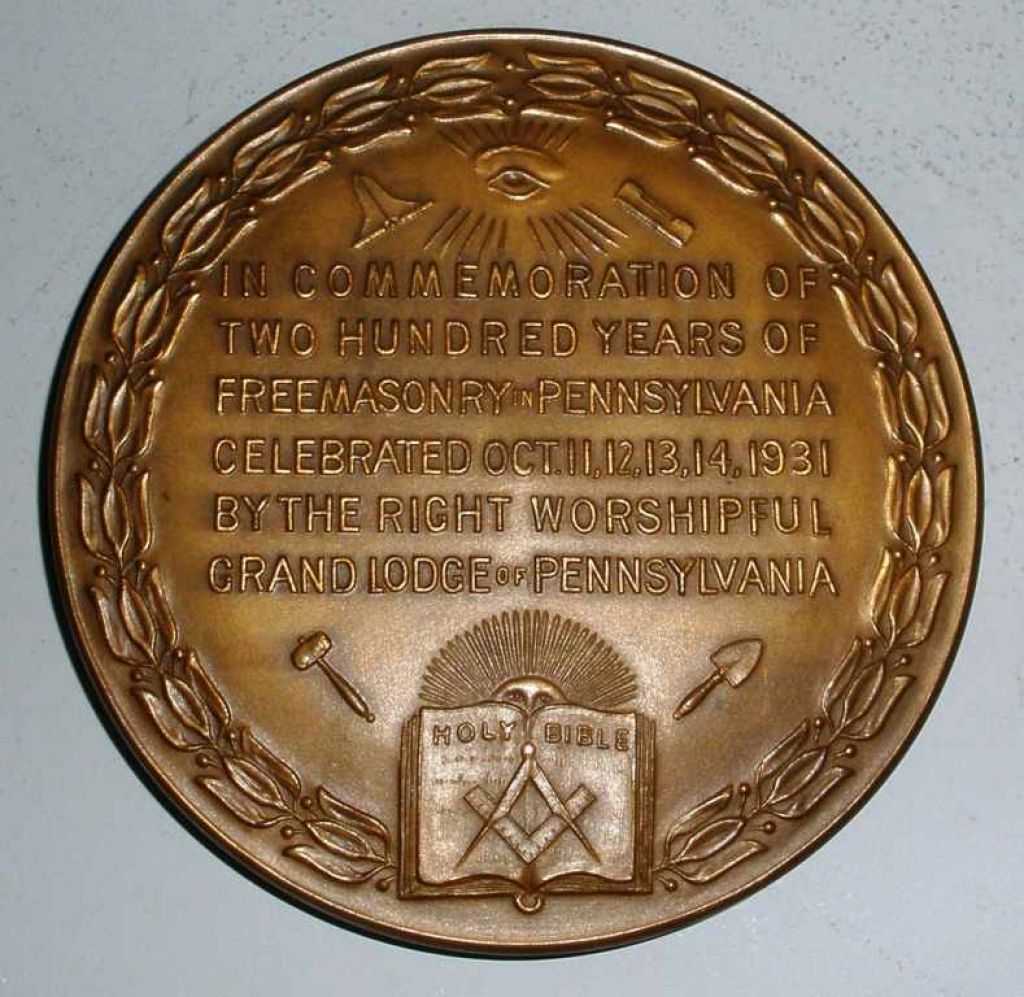 IN COMMEMORATION OF
TWO HUNDRED YEARS OF
FREEMASONRY IN PENNSYLVANIA
CELEBRATED OCT. 11, 12, 13, 14, 1931
BY THE RIGHT WORSHIPFUL
GRAND LODGE OF PENNSYLVANIA
HOLY BIBLE